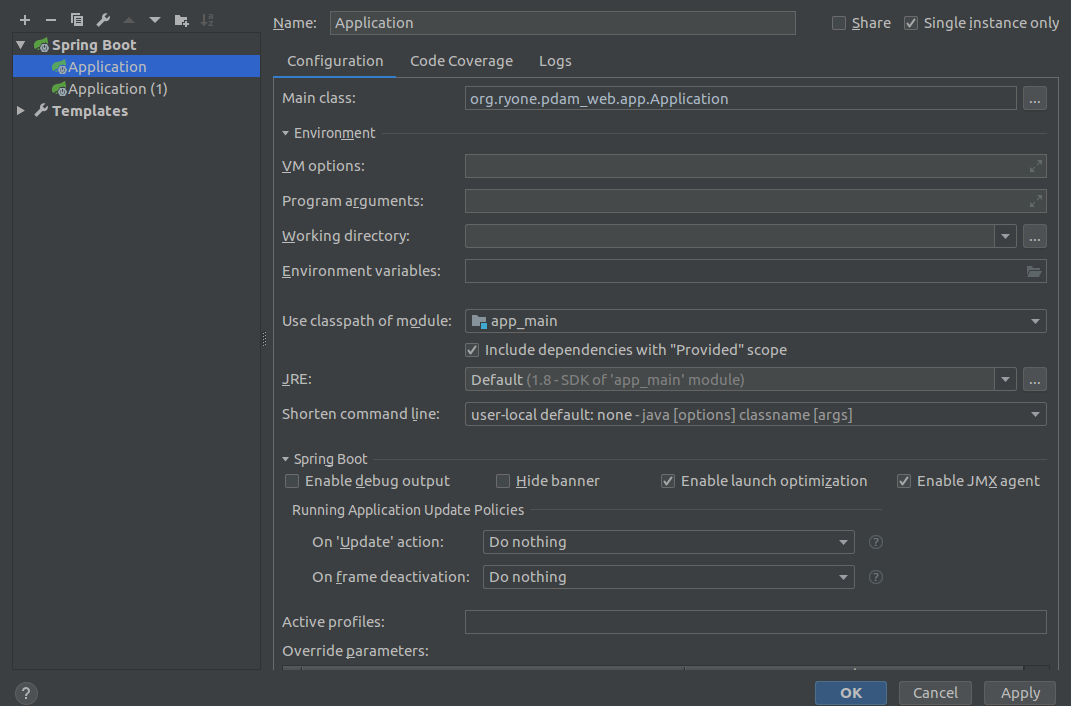 Name: Application Share Single instance only
Spring Boot
Application
Application (1)
Templates
Configuration Code Coverage Logs
Main class: org.ryone.pdam_web.app.Application ...
Environment
VM options:
Program arguments:
Working directory: ...
Environment variables:
Use classpath of module: app_main
Include dependencies with "Provided" scope
JRE: Default (1.8 - SDK of 'app_main' module) ...
Shorten command line: user-local default: none - java [options] classname [args]
Spring Boot
Enable debug output Hide banner Enable launch optimization Enable JMX agent
Running Application Update Policies
On 'Update' action: Do nothing ?
On frame deactivation: Do nothing ?
Active profiles:
Override parameters:
? OK Cancel Apply